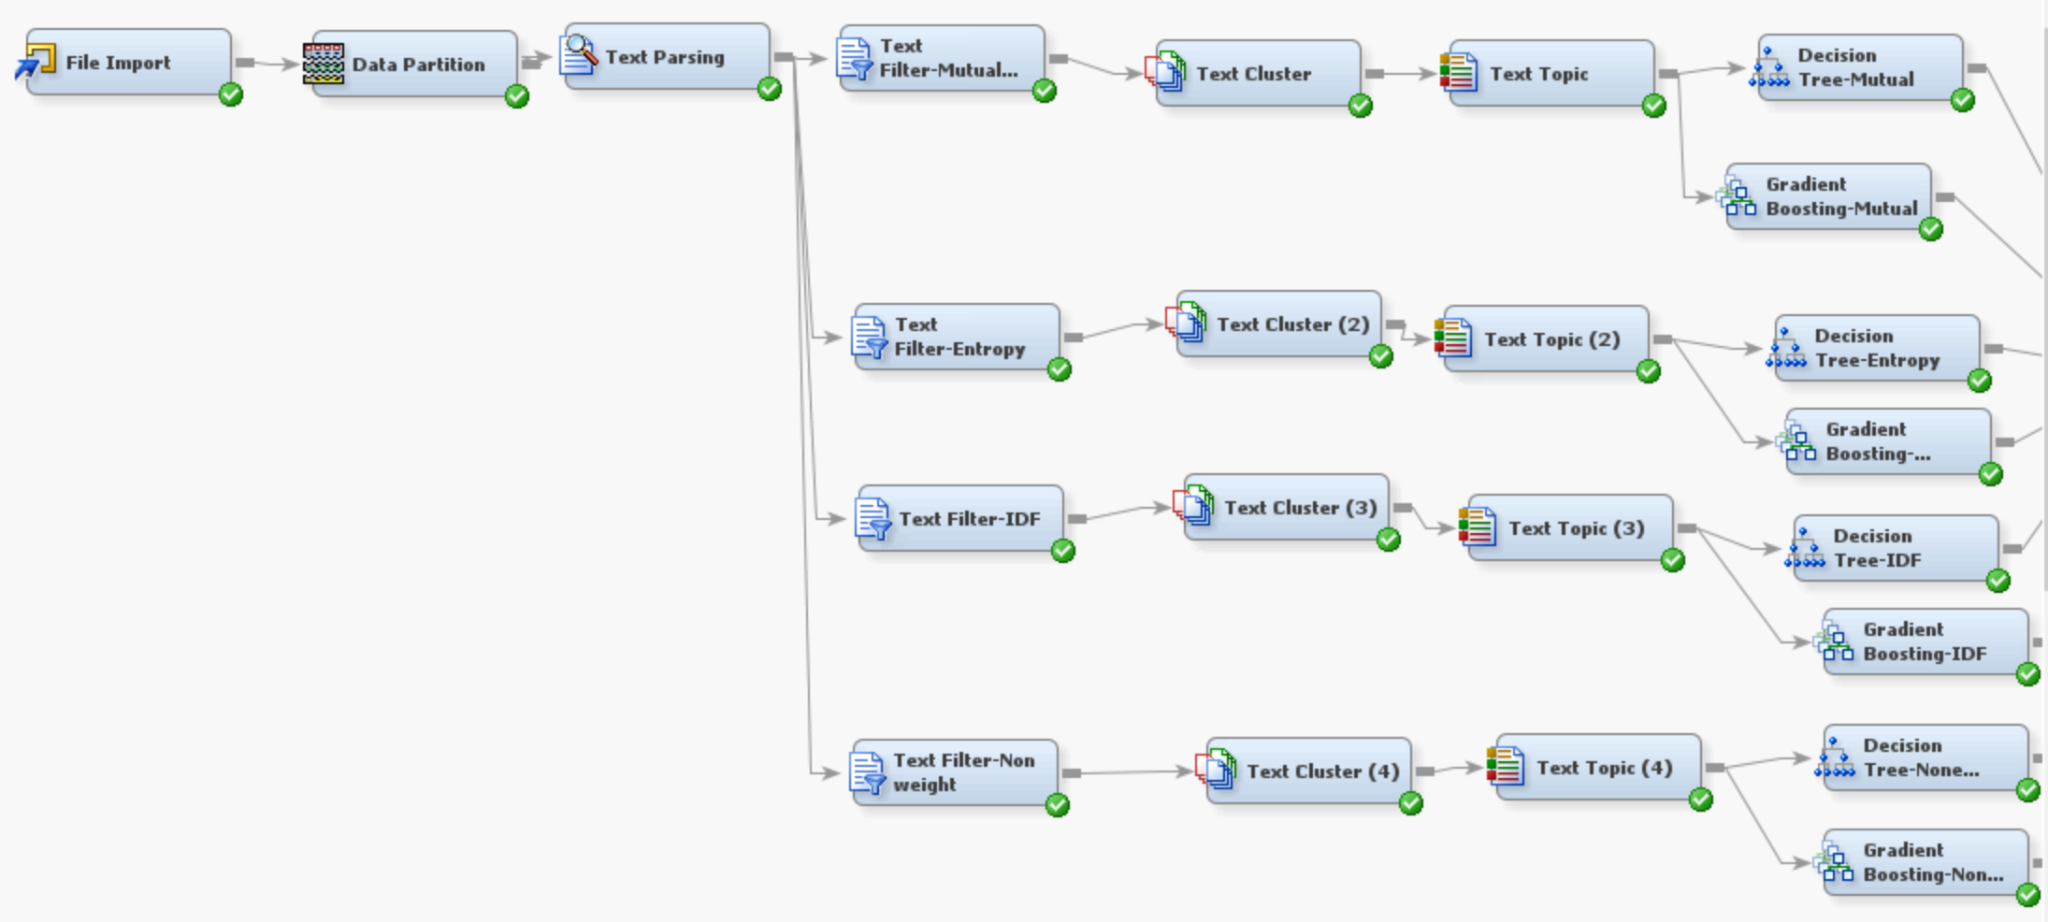 File Import
Data Partition
Text Parsing
Text
Filter-Mutual...
Text Cluster
Text Topic
Decision
Tree-Mutual
Gradient
Boosting-Mutual
Text
Filter-Entropy
Text Cluster (2)
Text Topic (2)
Decision
Tree-Entropy
Gradient
Boosting-...
Text Filter-IDF
Text Cluster (3)
Text Topic (3)
Decision
Tree-IDF
Gradient
Boosting-IDF
Text Filter-Non
weight
Text Cluster (4)
Text Topic (4)
Decision
Tree-None...
Gradient
Boosting-Non...